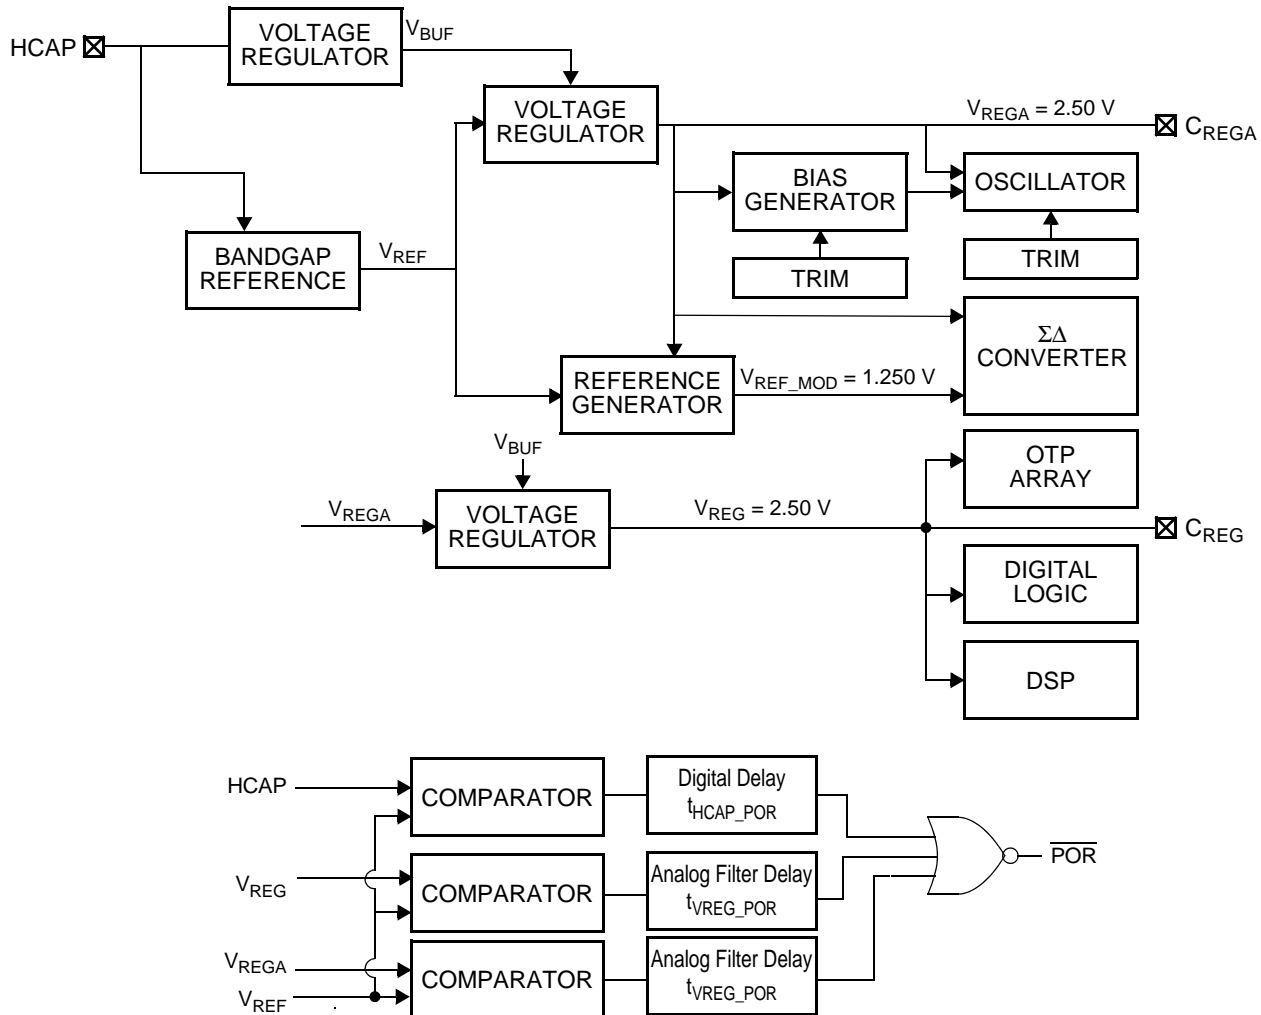 HCAP
VOLTAGE
REGULATOR
VBUF
VOLTAGE
REGULATOR
VREGA = 2.50 V
CREGA
BIAS
GENERATOR
OSCILLATOR
BANDGAP
REFERENCE
VREF
TRIM
TRIM
ΣΔ
CONVERTER
REFERENCE
GENERATOR
VREF_MOD = 1.250 V
VBUF
OTP
ARRAY
VREGA
VOLTAGE
REGULATOR
VREG = 2.50 V
CREG
DIGITAL
LOGIC
DSP
HCAP
COMPARATOR
Digital Delay
tHCAP_POR
POR
VREG
COMPARATOR
Analog Filter Delay
tVREG_POR
VREGA
VREF
COMPARATOR
Analog Filter Delay
tVREG_POR